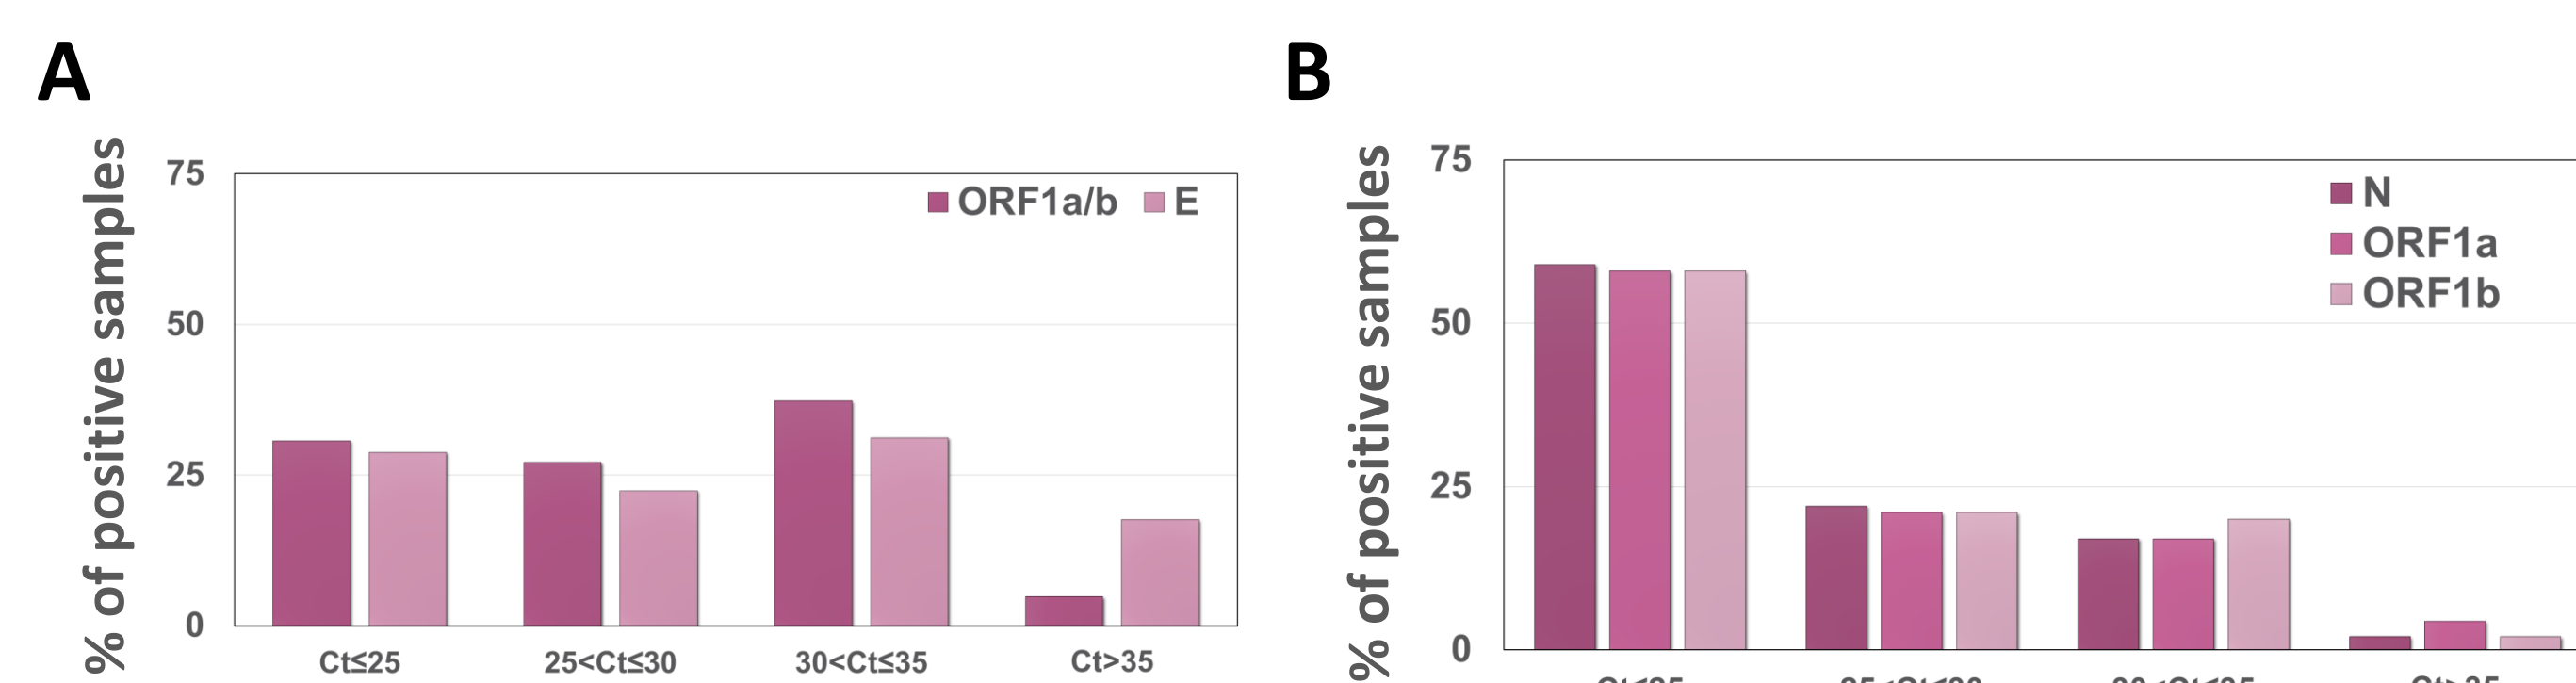 A
% of positive samples
75
50
25
0
ORF1a/b E
Ct≤25 25<Ct≤30 30<Ct≤35 Ct>35
B
% of positive samples
75
50
25
0
N
ORF1a
ORF1b